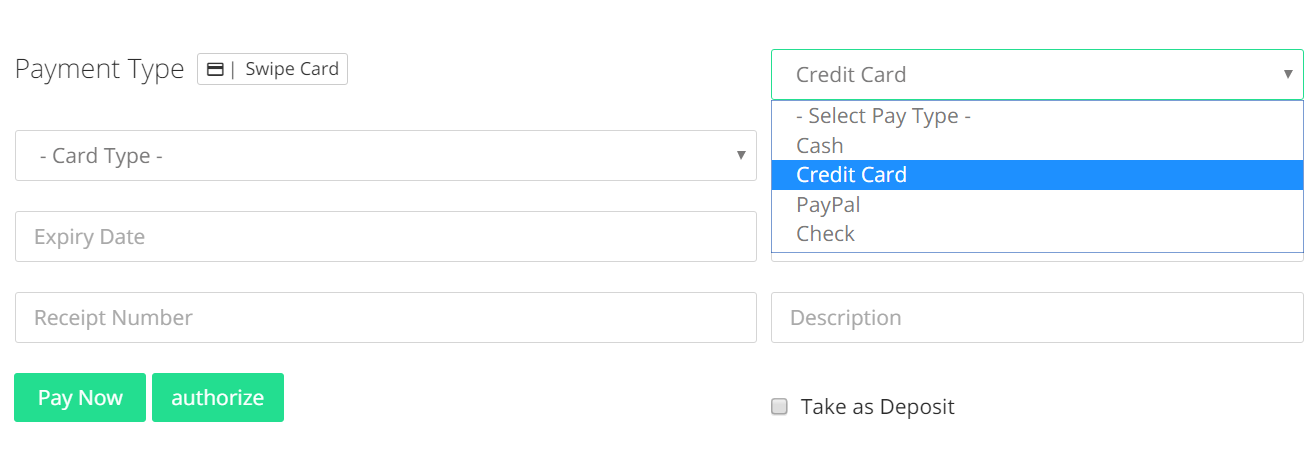 Payment Type
| Swipe Card
Credit Card
- Select Pay Type -
Cash
Credit Card
PayPal
Check
- Card Type -
Expiry Date
Receipt Number
Description
Pay Now
authorize
Take as Deposit